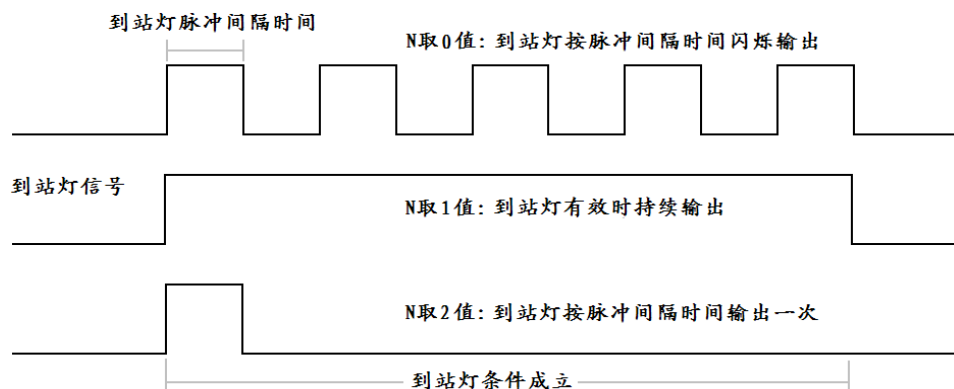 到站灯脉冲间隔时间
N取0值: 到站灯按脉冲间隔时间闪烁输出
到站灯信号
N取1值: 到站灯有效时持续输出
N取2值: 到站灯按脉冲间隔时间输出一次
到站灯条件成立